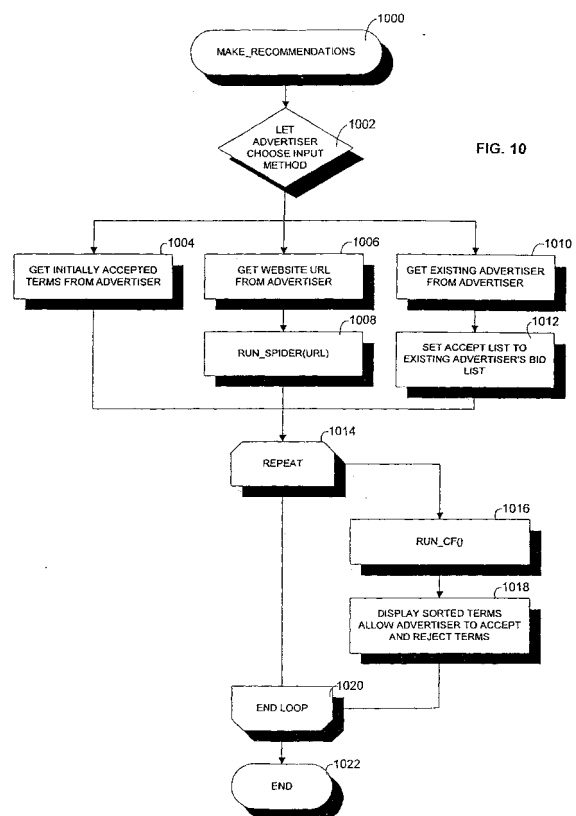 1000
MAKE_RECOMMENDATIONS
1002
LET
ADVERTISER
CHOOSE INPUT
METHOD
FIG. 10
1004
GET INITIALLY ACCEPTED
TERMS FROM ADVERTISER
1006
GET WEBSITE URL
FROM ADVERTISER
1010
GET EXISTING ADVERTISER
FROM ADVERTISER
1008
RUN_SPIDER(URL)
1012
SET ACCEPT LIST TO
EXISTING ADVERTISER'S BID
LIST
1014
REPEAT
1016
RUN_CF()
1018
DISPLAY SORTED TERMS
ALLOW ADVERTISER TO ACCEPT
AND REJECT TERMS
1020
END LOOP
1022
END